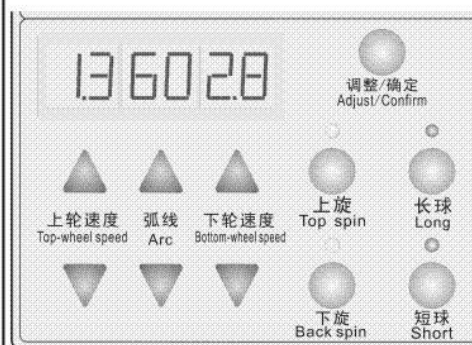 1.3 60 2.8
调整/确定
Adjust/Confirm
上轮速度 弧线 下轮速度
Top-wheel speed Arc Bottom-wheel speed
上旋 长球
Top spin Long
下旋 短球
Back spin Short